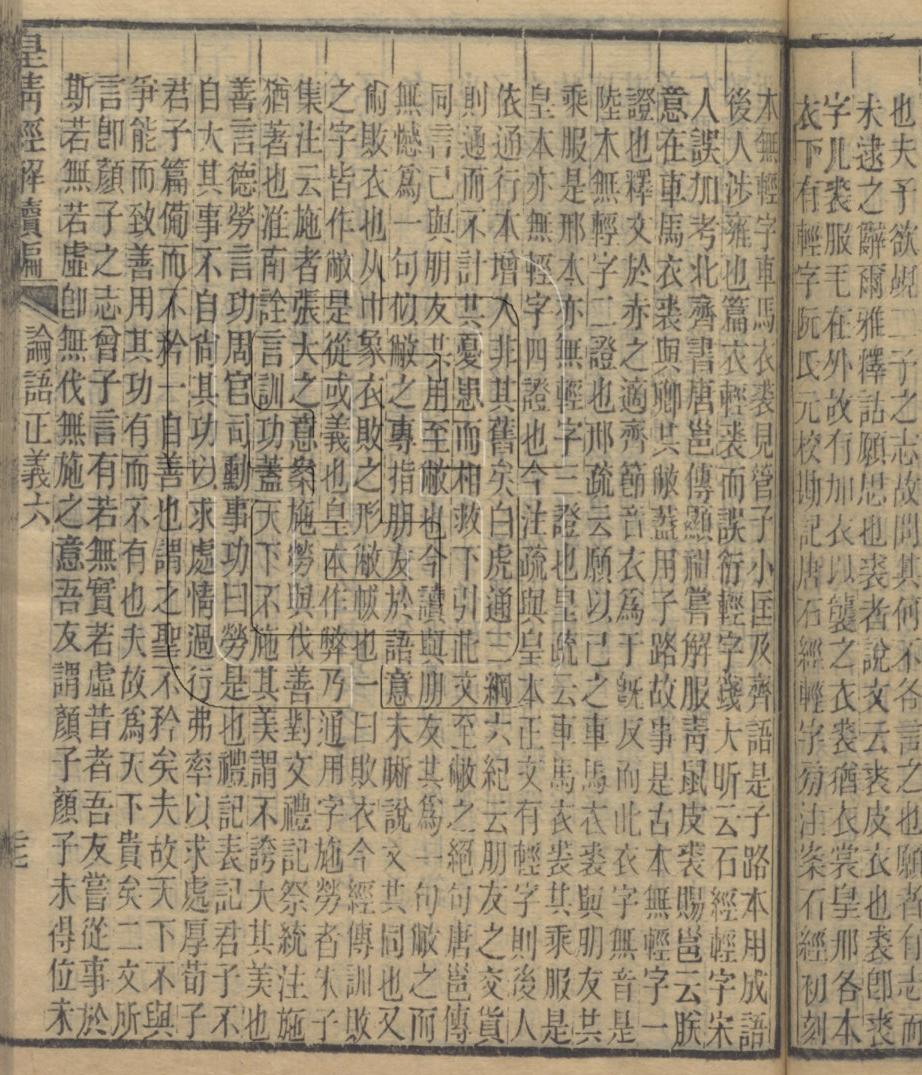 也夫子欲覘二子之志故問其何不各言之也願者有志而
未逮之辭爾雅釋詁願思也裘者說文云裘皮衣也裘卽衺
字凡裘服毛在外故有加衣以襲之衣裘猶衣裳皇邢各本
衣下有輕字阮氏元校勘記唐石經輕字旁注案石經初刻
本無輕字車馬衣裘見管子小匡及齊語是子路本用成語
後人涉雍也篇衣輕裘而誤衍輕字錢大昕云石經輕字宋
人誤加考北齊書唐邕傳顯祖嘗解服靑鼠皮裘賜邕云朕
意在車馬衣裘與卿共敝蓋用子路故事是古本無輕字一
證也釋文於赤之適齊節音衣爲于旣反而此衣字無音是
陸本無輕字二證也邢疏云願以己之車馬衣裘與朋友共
乘服是邢本亦無輕字三證也皇疏云車馬衣裘共乘服是
皇本亦無輕字四證也今注疏與皇本正文有輕字則後人
依通行本增入非其舊矣白虎通三綱六紀云朋友之交貨
則通而不計共憂患而相救下引此文至敝之絕句唐邕傳
同言己與朋友共用至敝也今讀與朋友共爲一句敝之而
無憾爲一句似敝之專指朋友於語意未晰說文共同也又
㡀敗衣也从巾象衣敗之形敝帗也一曰敗衣今經傳訓敗
之字皆作敝是從或義也皇本作弊乃通用字施勞者朱子
集注云施者張大之意案施勞與伐善對文禮記祭統注施
猶著也淮南詮言訓功蓋天下不施其美謂不誇大其美也
善言德勞言功周官司勳事功曰勞是也禮記表記君子不
自大其事不自尙其功以求處情過行弗率以求處厚荀子
君子篇備而不矜一自善也謂之聖不矜矣夫故天下不與
爭能而致善用其功有而不有也夫故爲天下貴矣二文所
言卽顏子之志曾子言有若無實若虛昔者吾友嘗從事於
斯若無若虛卽無伐無施之意吾友謂顏子顏子未得位未
皇淸經解續編 論語正義六